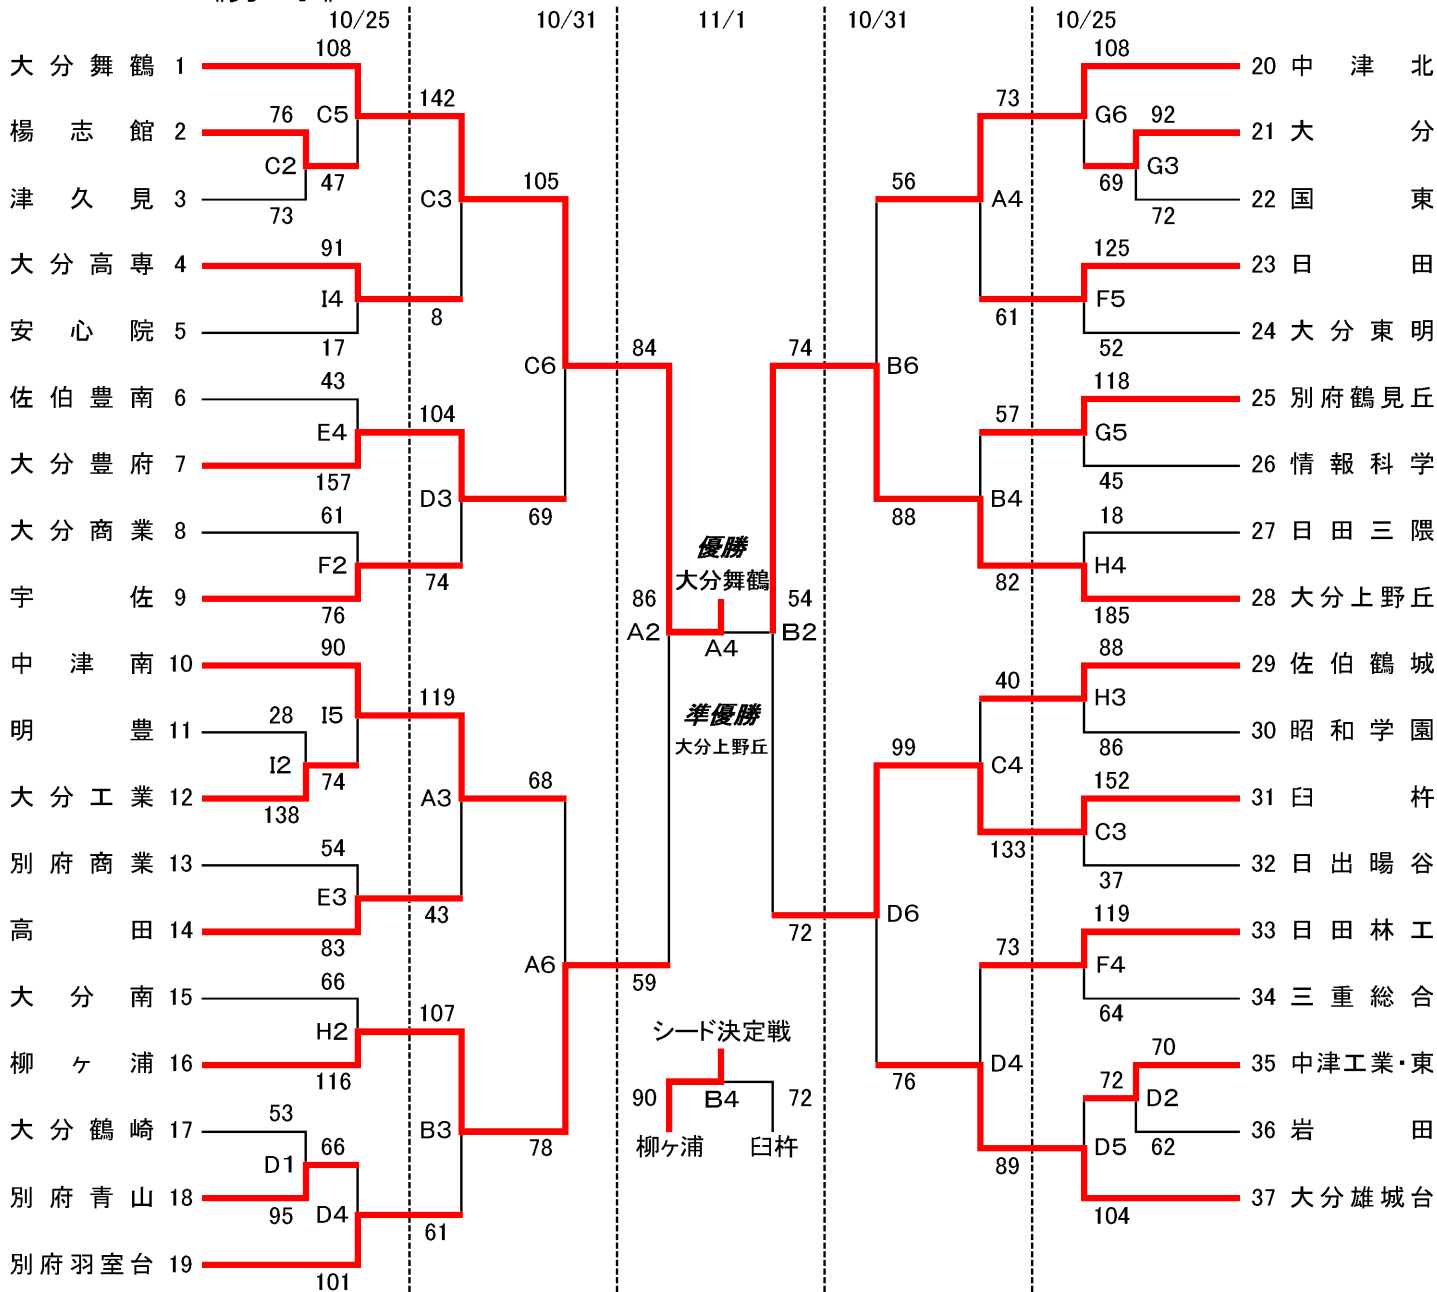 10/25 10/31 11/1 10/31 10/25
108 108
大分舞鶴 1 20 中津北
142 73
76 C5 G6 92
楊志館 2 21 大分
C2 G3
47 105 56 69
津久見 3 C3 A4 22 国東
73 72
91 125
大分高専 4 23 日田
I4 F5
8 61
安心院 5 24 大分東明
17 84 74 52
43 C6 B6 118
佐伯豊南 6 25 別府鶴見丘
104 57
E4 G5
大分豊府 7 26 情報科学
157 45
D3 B4
61 69 88 18
大分商業 8 27 日田三隈
優勝
F2 H4
74 大分舞鶴 82
宇佐 9 86 54 28 大分上野丘
76 185
A2 B2
90 A4 88
中津南 10 29 佐伯鶴城
119 40
28 I5 準優勝 H3
明豊 11 30 昭和学園
大分上野丘 86
I2 99 C4
74 68 152
大分工業 12 A3 31 臼杵
138
C3
54 133
別府商業 13 32 日出暘谷
37
E3
43 D6 119
高田 14 72 33 日田林工
83 73
A6 F4
66 59
大分南 15 34 三重総合
107 64
H2 シード決定戦
70
柳ヶ浦 16 D4 35 中津工業・東
116 76 72
90 B4 72 D2
53
大分鶴崎 17 B3 36 岩田
66 78 柳ヶ浦 臼杵 D5 62
D1 89
別府青山 18 37 大分雄城台
95 D4 104
61
別府羽室台 19
101